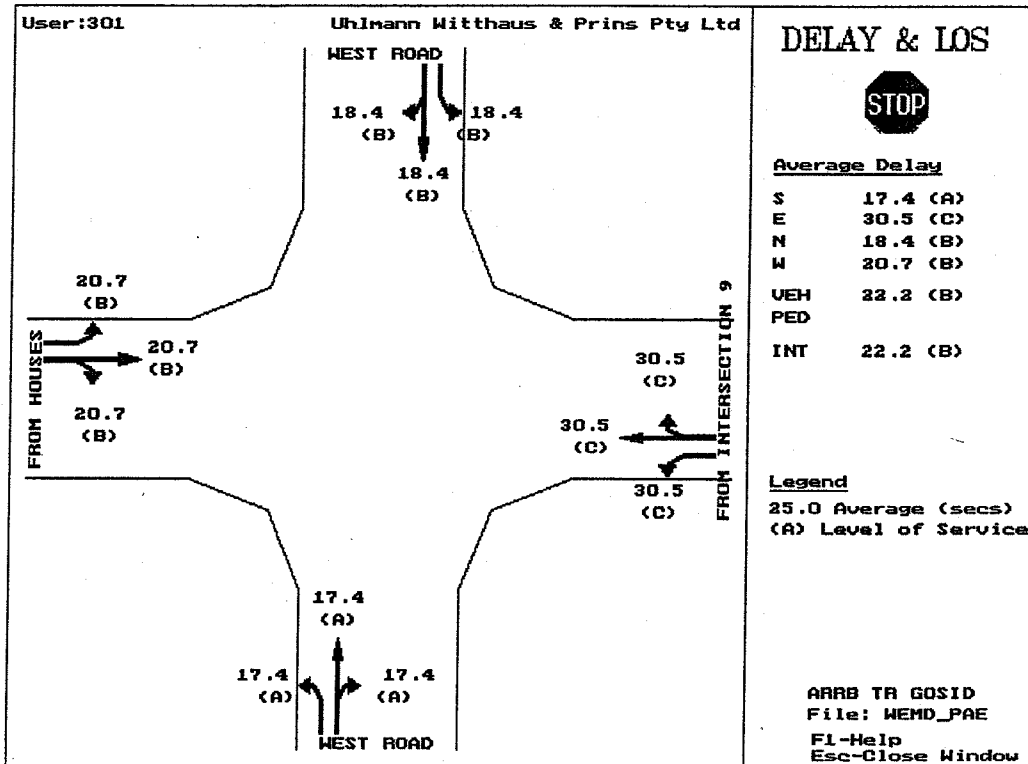 User:301 Uhlmann Witthaus & Prins Pty Ltd
WEST ROAD
18.4 (B)
18.4 (B)
18.4 (B)
20.7 (B)
20.7 (B)
20.7 (B)
FROM HOUSES
30.5 (C)
30.5 (C)
30.5 (C)
FROM INTERSECTION 9
17.4 (A)
17.4 (A)
17.4 (A)
WEST ROAD
DELAY & LOS
STOP
Average Delay
S 17.4 (A)
E 30.5 (C)
N 18.4 (B)
W 20.7 (B)
VEH 22.2 (B)
PED
INT 22.2 (B)
Legend
25.0 Average (secs)
(A) Level of Service
ARRB TR GOSID
File: WEMD_PAE
F1-Help
Esc-Close Window